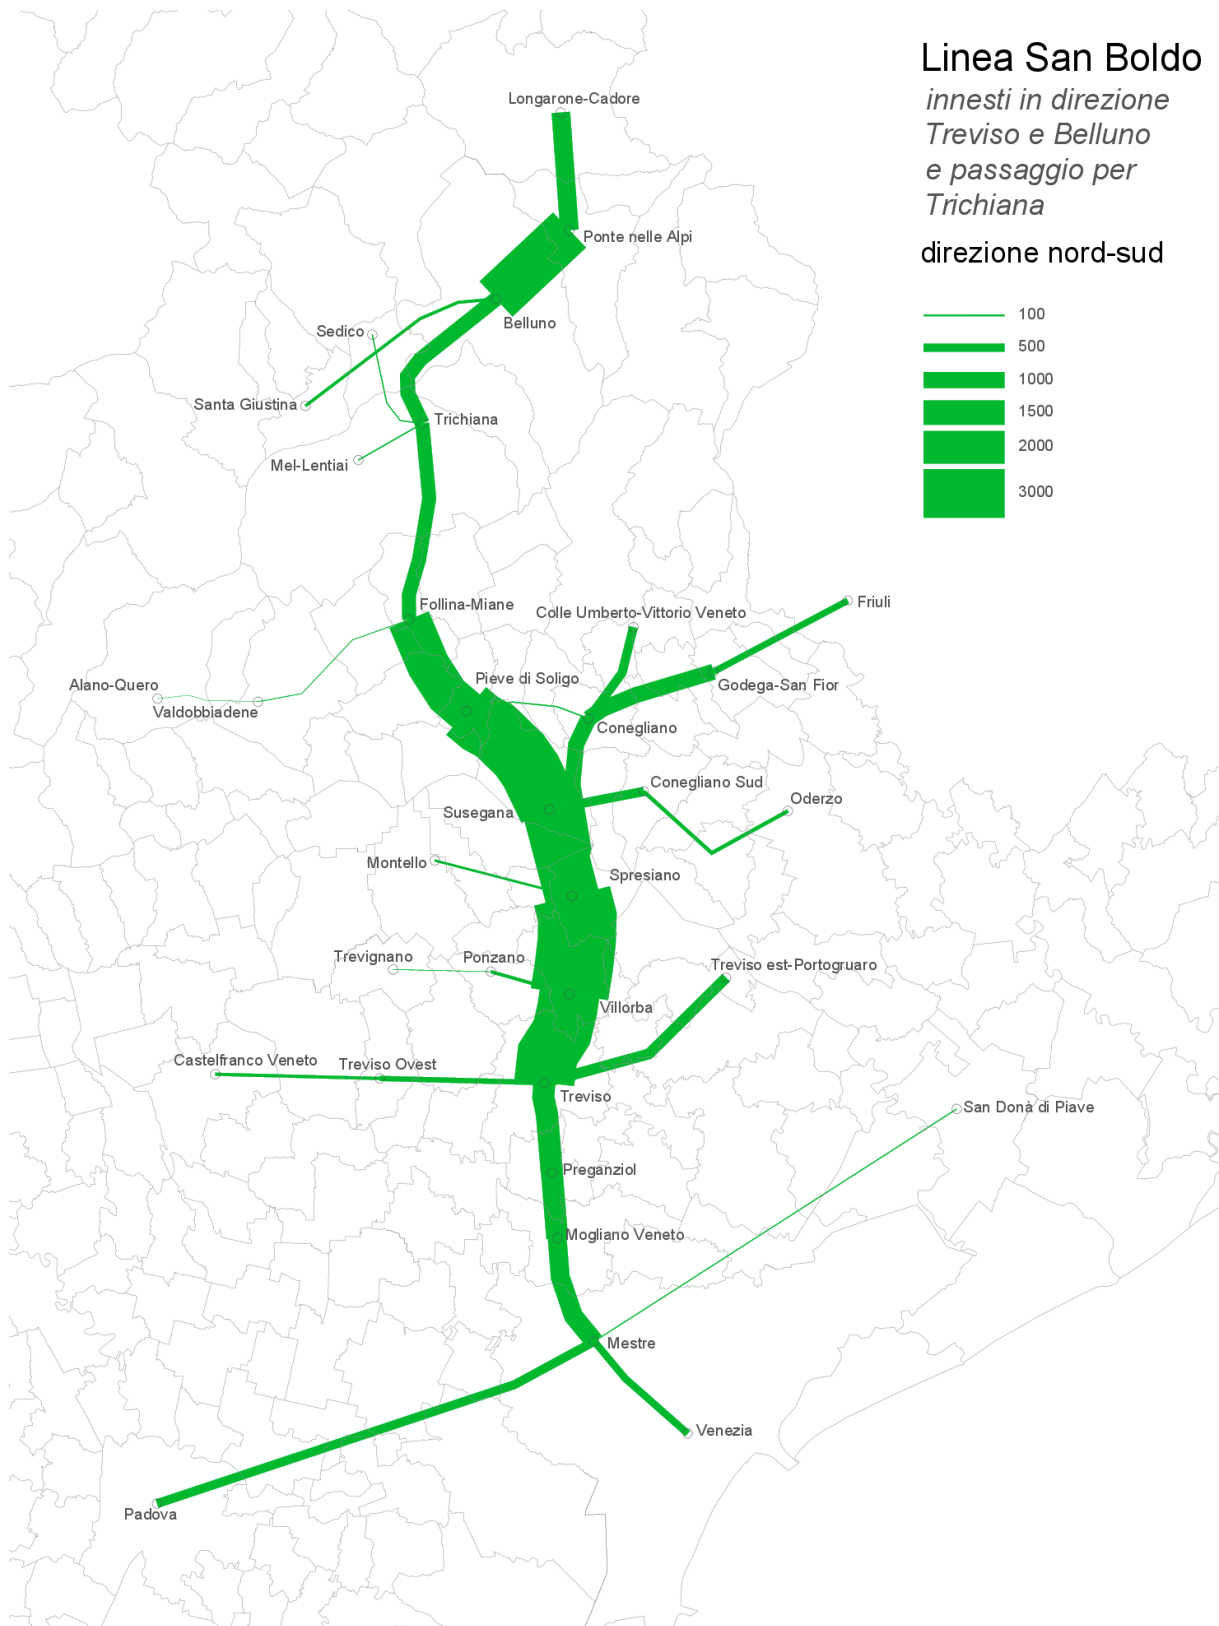 Linea San Boldo
innesti in direzione
Treviso e Belluno
e passaggio per
Trichiana
direzione nord-sud
100
500
1000
1500
2000
3000
Longarone-Cadore
Ponte nelle Alpi
Belluno
Sedico
Santa Giustina
Trichiana
Mel-Lentiai
Follina-Miane
Colle Umberto-Vittorio Veneto
Friuli
Pieve di Soligo
Alano-Quero
Godega-San Fior
Valdobbiadene
Conegliano
Conegliano Sud
Oderzo
Susegana
Montello
Spresiano
Trevignano
Ponzano
Treviso est-Portogruaro
Villorba
Castelfranco Veneto
Treviso Ovest
Treviso
San Donà di Piave
Preganziol
Mogliano Veneto
Mestre
Venezia
Padova